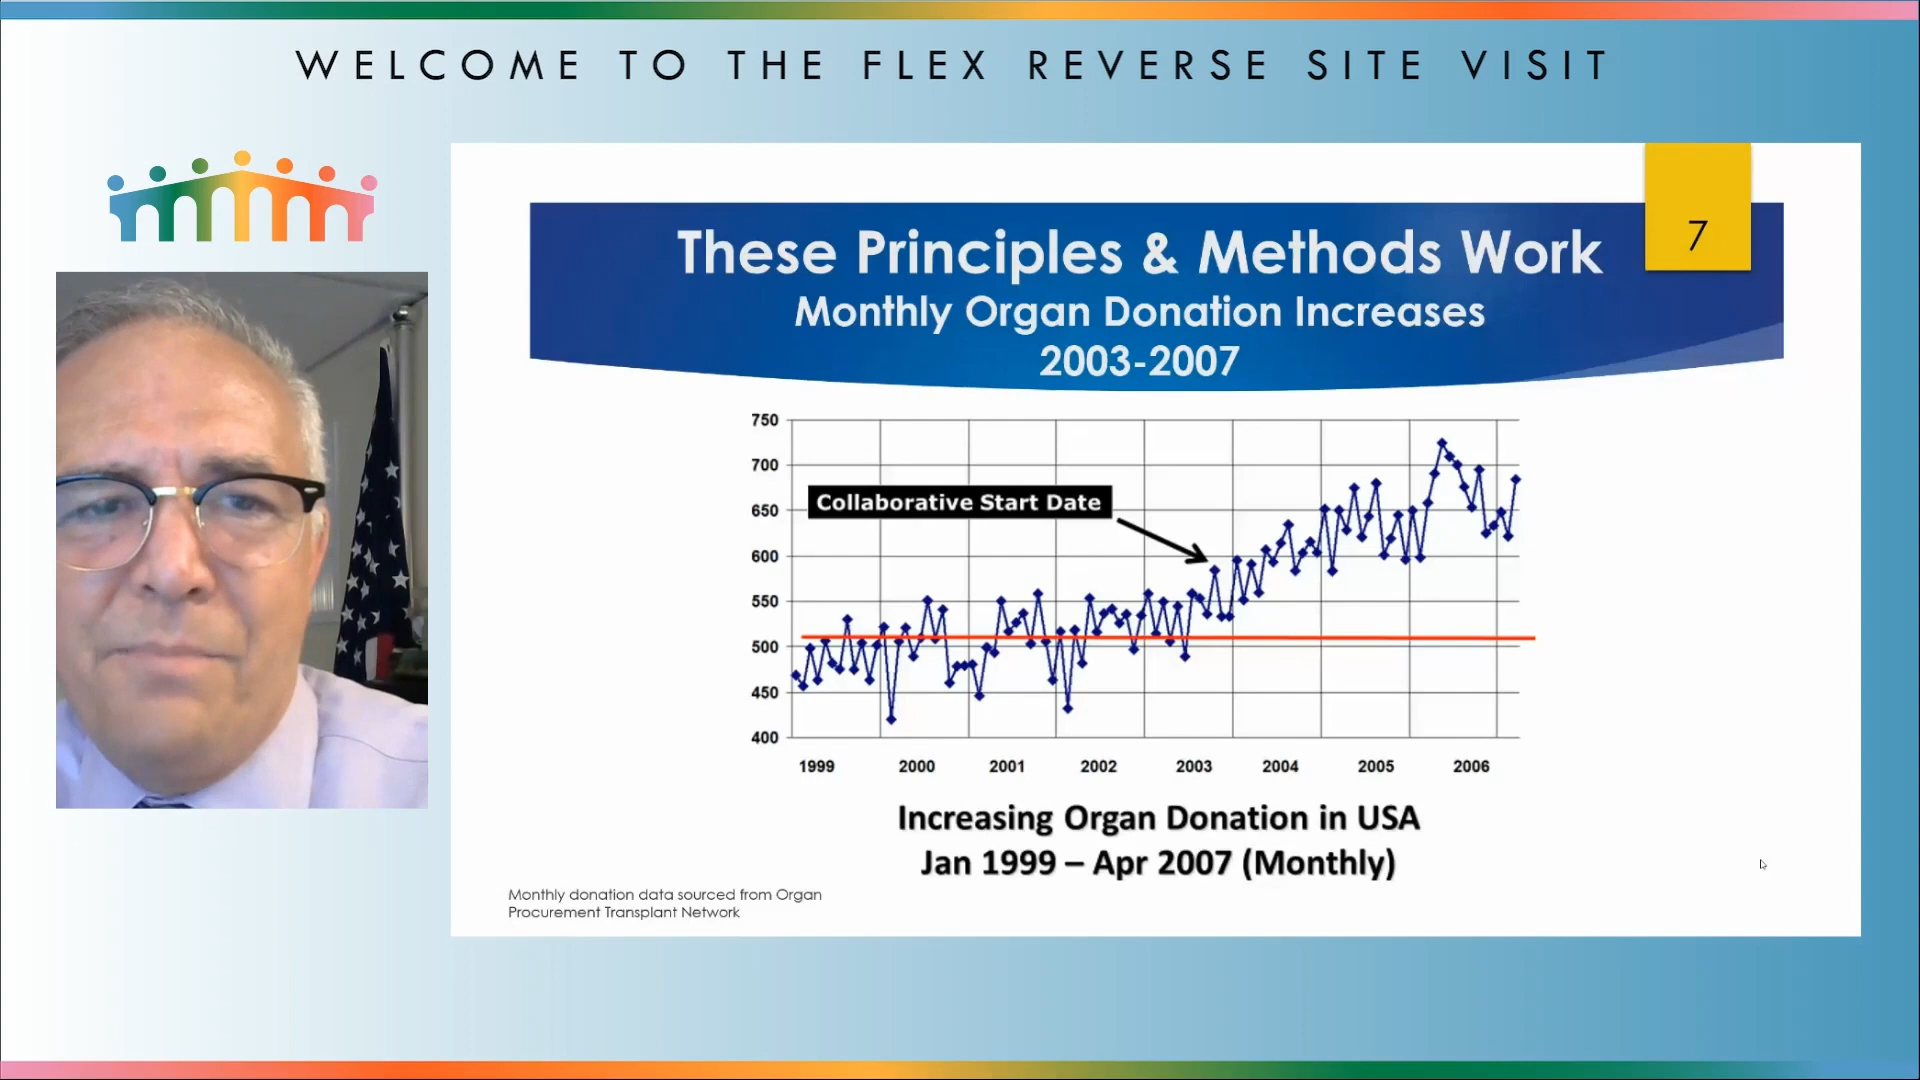 WELCOME TO THE FLEX REVERSE SITE VISIT
7
These Principles & Methods Work
Monthly Organ Donation Increases
2003-2007
750
700
650
600
550
500
450
400
Collaborative Start Date
1999 2000 2001 2002 2003 2004 2005 2006
Increasing Organ Donation in USA
Jan 1999 – Apr 2007 (Monthly)
Monthly donation data sourced from Organ
Procurement Transplant Network